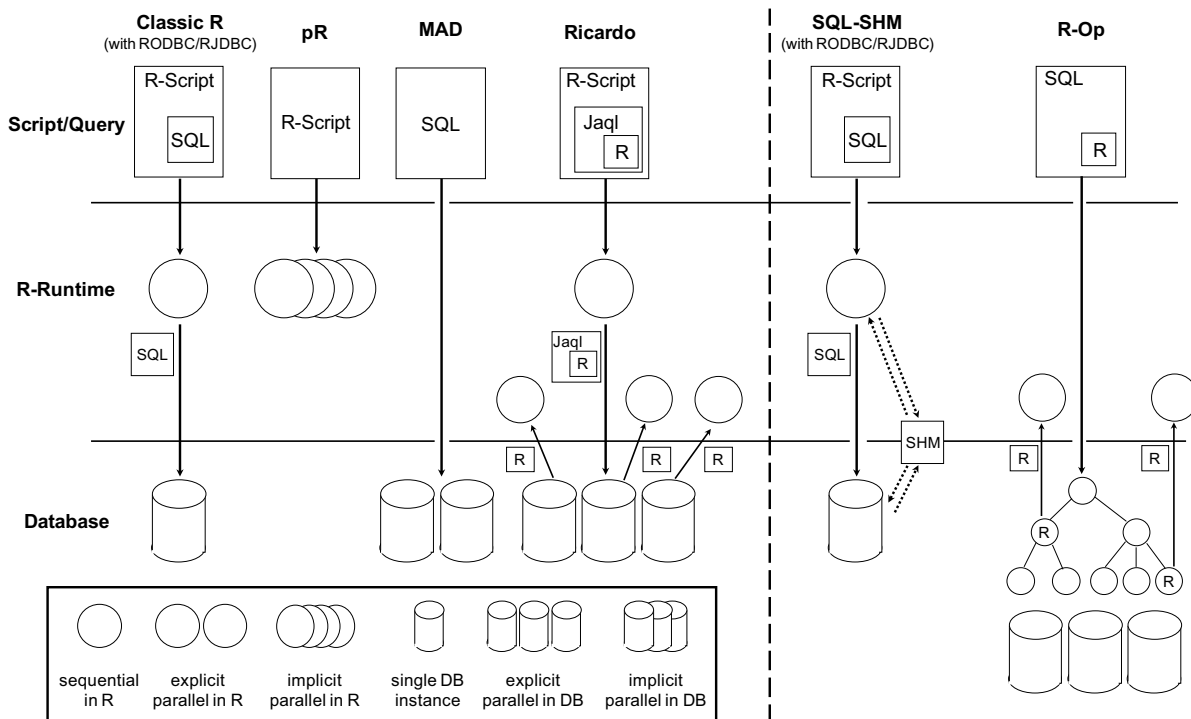 Classic R
(with RODBC/RJDBC)
pR
MAD
Ricardo
SQL-SHM
(with RODBC/RJDBC)
R-Op
Script/Query
R-Script
SQL
R-Script
SQL
R-Script
Jaql
R
R-Script
SQL
SQL
R
R-Runtime
SQL
Jaql
R
SQL
SHM
R
R
R
R
R
Database
R
R
sequential
in R
explicit
parallel in R
implicit
parallel in R
single DB
instance
explicit
parallel in DB
implicit
parallel in DB